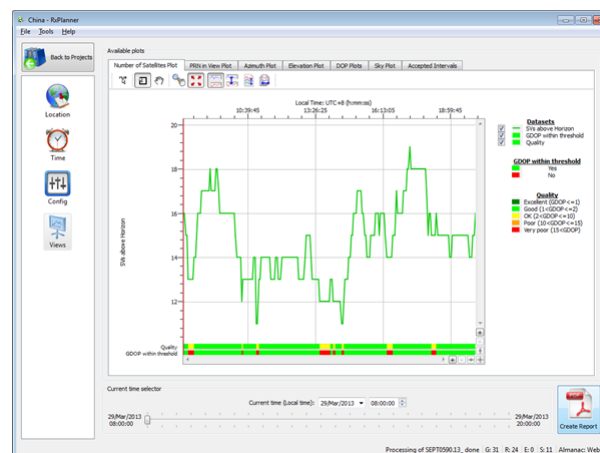 China - RxPlanner
File Tools Help
Back to Projects
Location
Time
Config
Views
Available plots
Number of Satellites Plot PRN in View Plot Azimuth Plot Elevation Plot DOP Plots Sky Plot Accepted Intervals
Local Time: UTC+8 (h:mm:ss)
10:39:45 13:26:25 16:13:05 18:59:45
20
18
16
14
12
SVs above Horizon
Quality
GDOP within threshold
Datasets
SVs above Horizon
GDOP within threshold
Quality
GDOP within threshold
Yes
No
Quality
Excellent (GDOP<=1)
Good (1<GDOP<=2)
OK (2<GDOP<=10)
Poor (10<GDOP<=15)
Very poor (15<GDOP)
Current time selector
Current time (Local time): 29/Mar/2013 08:00:00
29/Mar/2013
08:00:00
29/Mar/2013
20:00:00
PDF
Create Report
Processing of SEPT0590.13_ done G: 31 R: 24 E: 0 S: 11 Almanac: Web